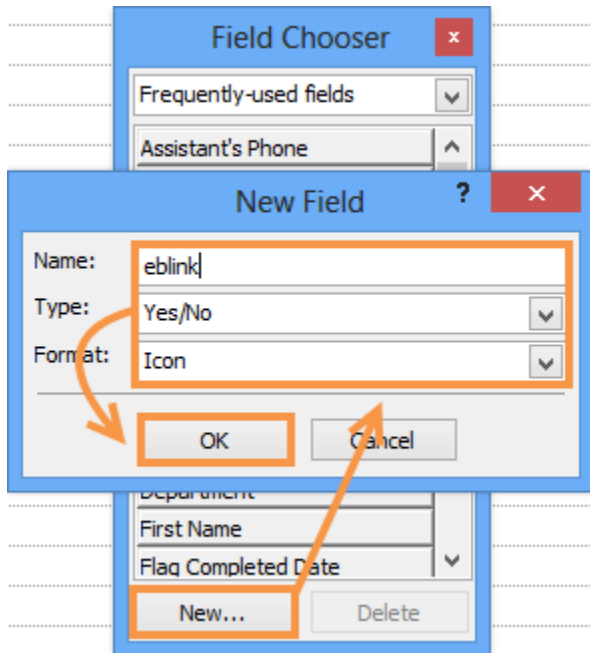 Field Chooser x
Frequently-used fields
Assistant's Phone
New Field ? ×
Name: eblink
Type: Yes/No
Format: Icon
OK Cancel
Department
First Name
Flag Completed Date
New... Delete